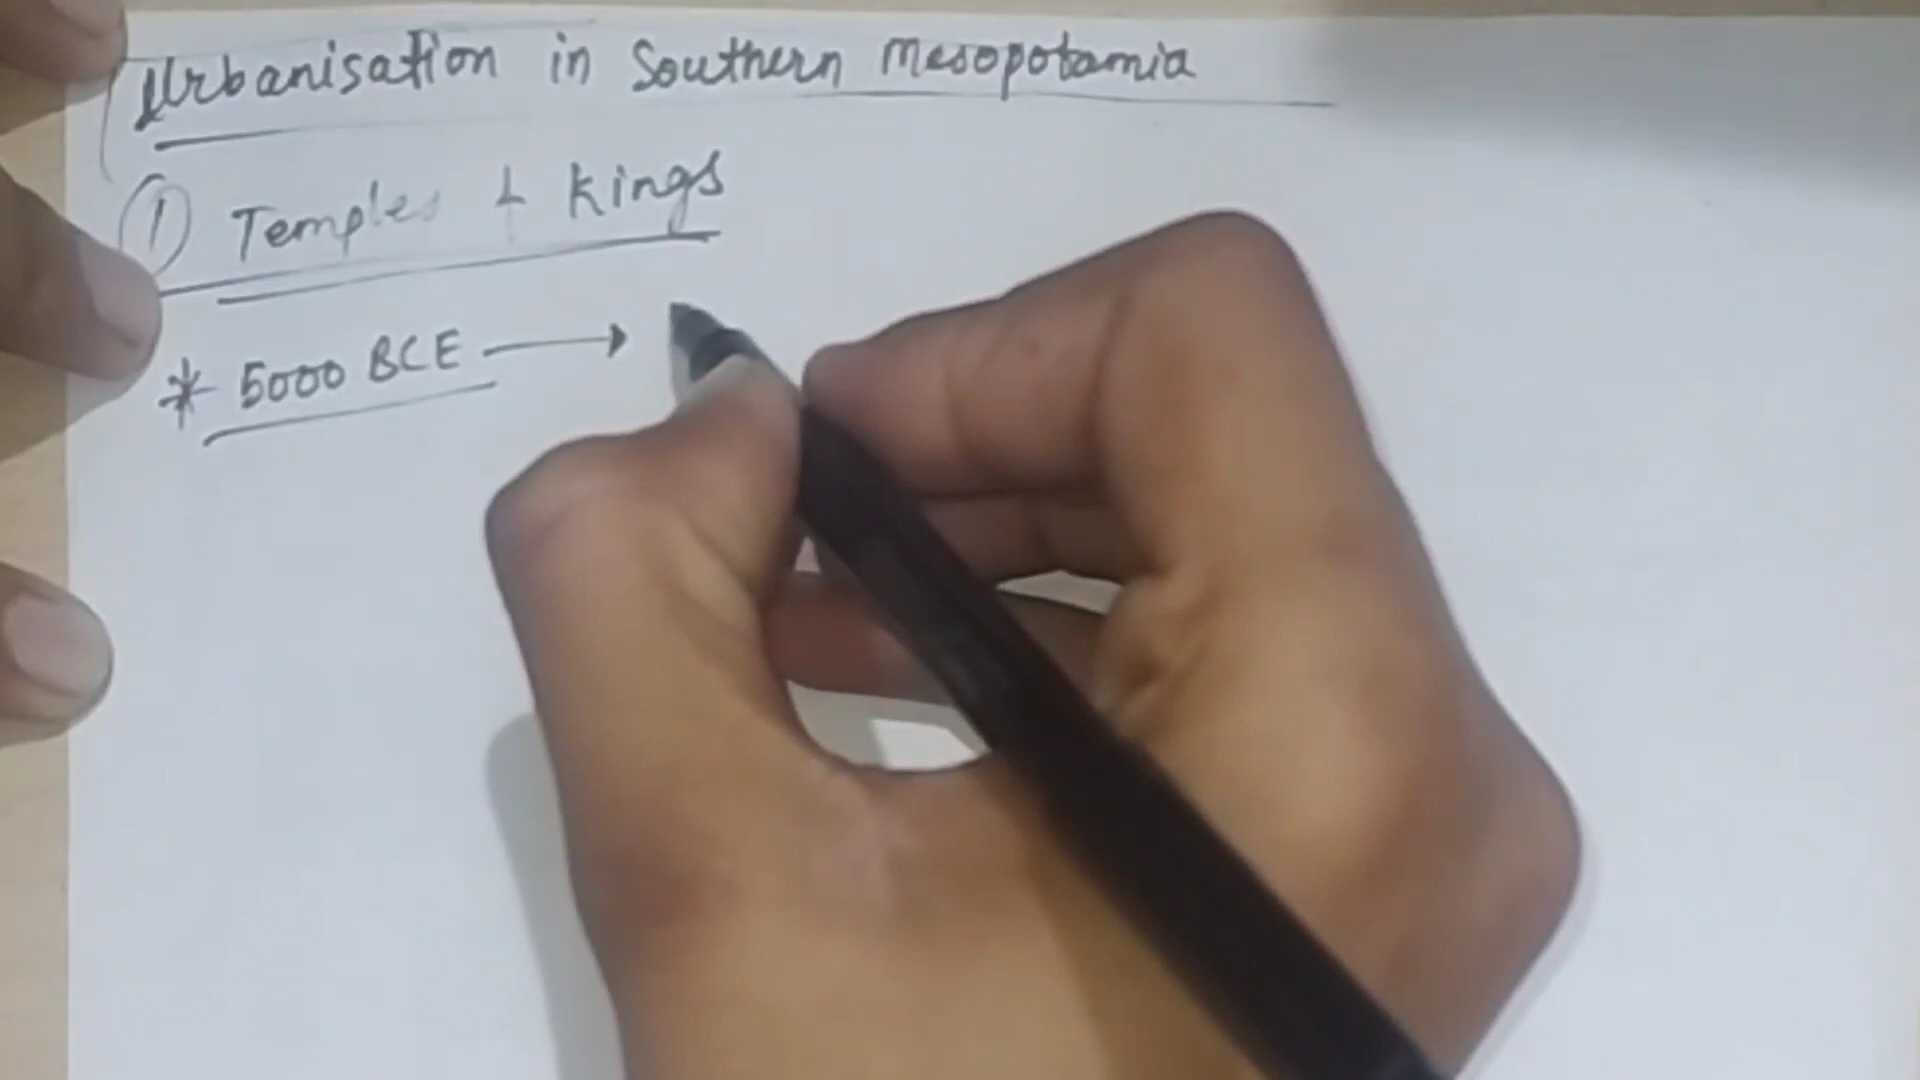 Urbanisation in Southern Mesopotamia
① Temples + Kings
* 5000 BCE →